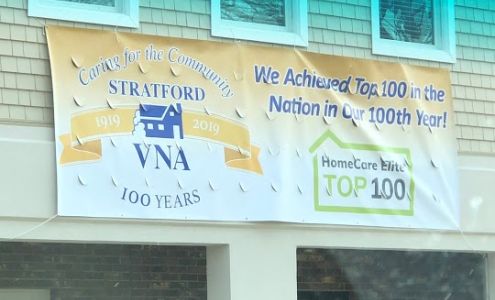 Caring for the Community
STRATFORD
1919 2019
VNA
100 YEARS
We Achieved Top 100 in the
Nation in Our 100th Year!
HomeCare Elite
TOP 100